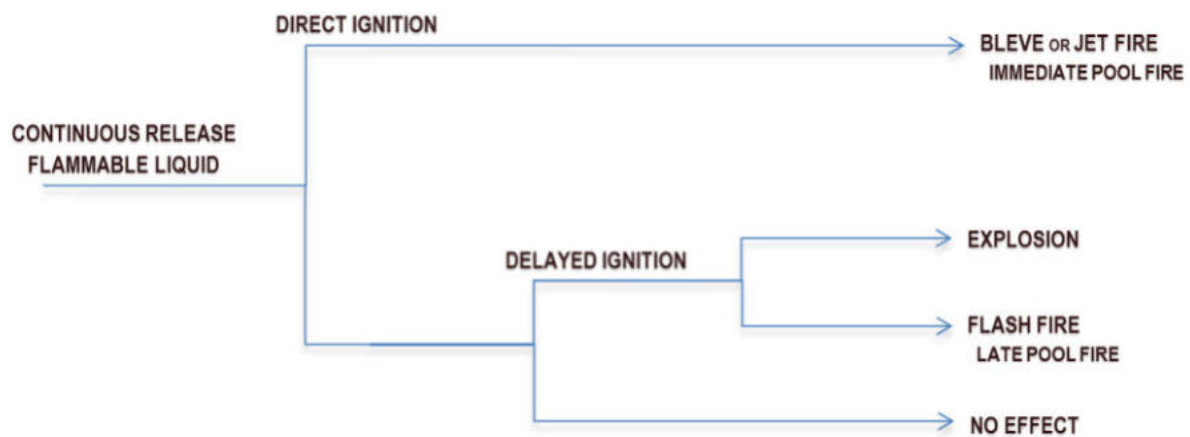 DIRECT IGNITION
BLEVE OR JET FIRE
IMMEDIATE POOL FIRE
CONTINUOUS RELEASE
FLAMMABLE LIQUID
EXPLOSION
DELAYED IGNITION
FLASH FIRE
LATE POOL FIRE
NO EFFECT